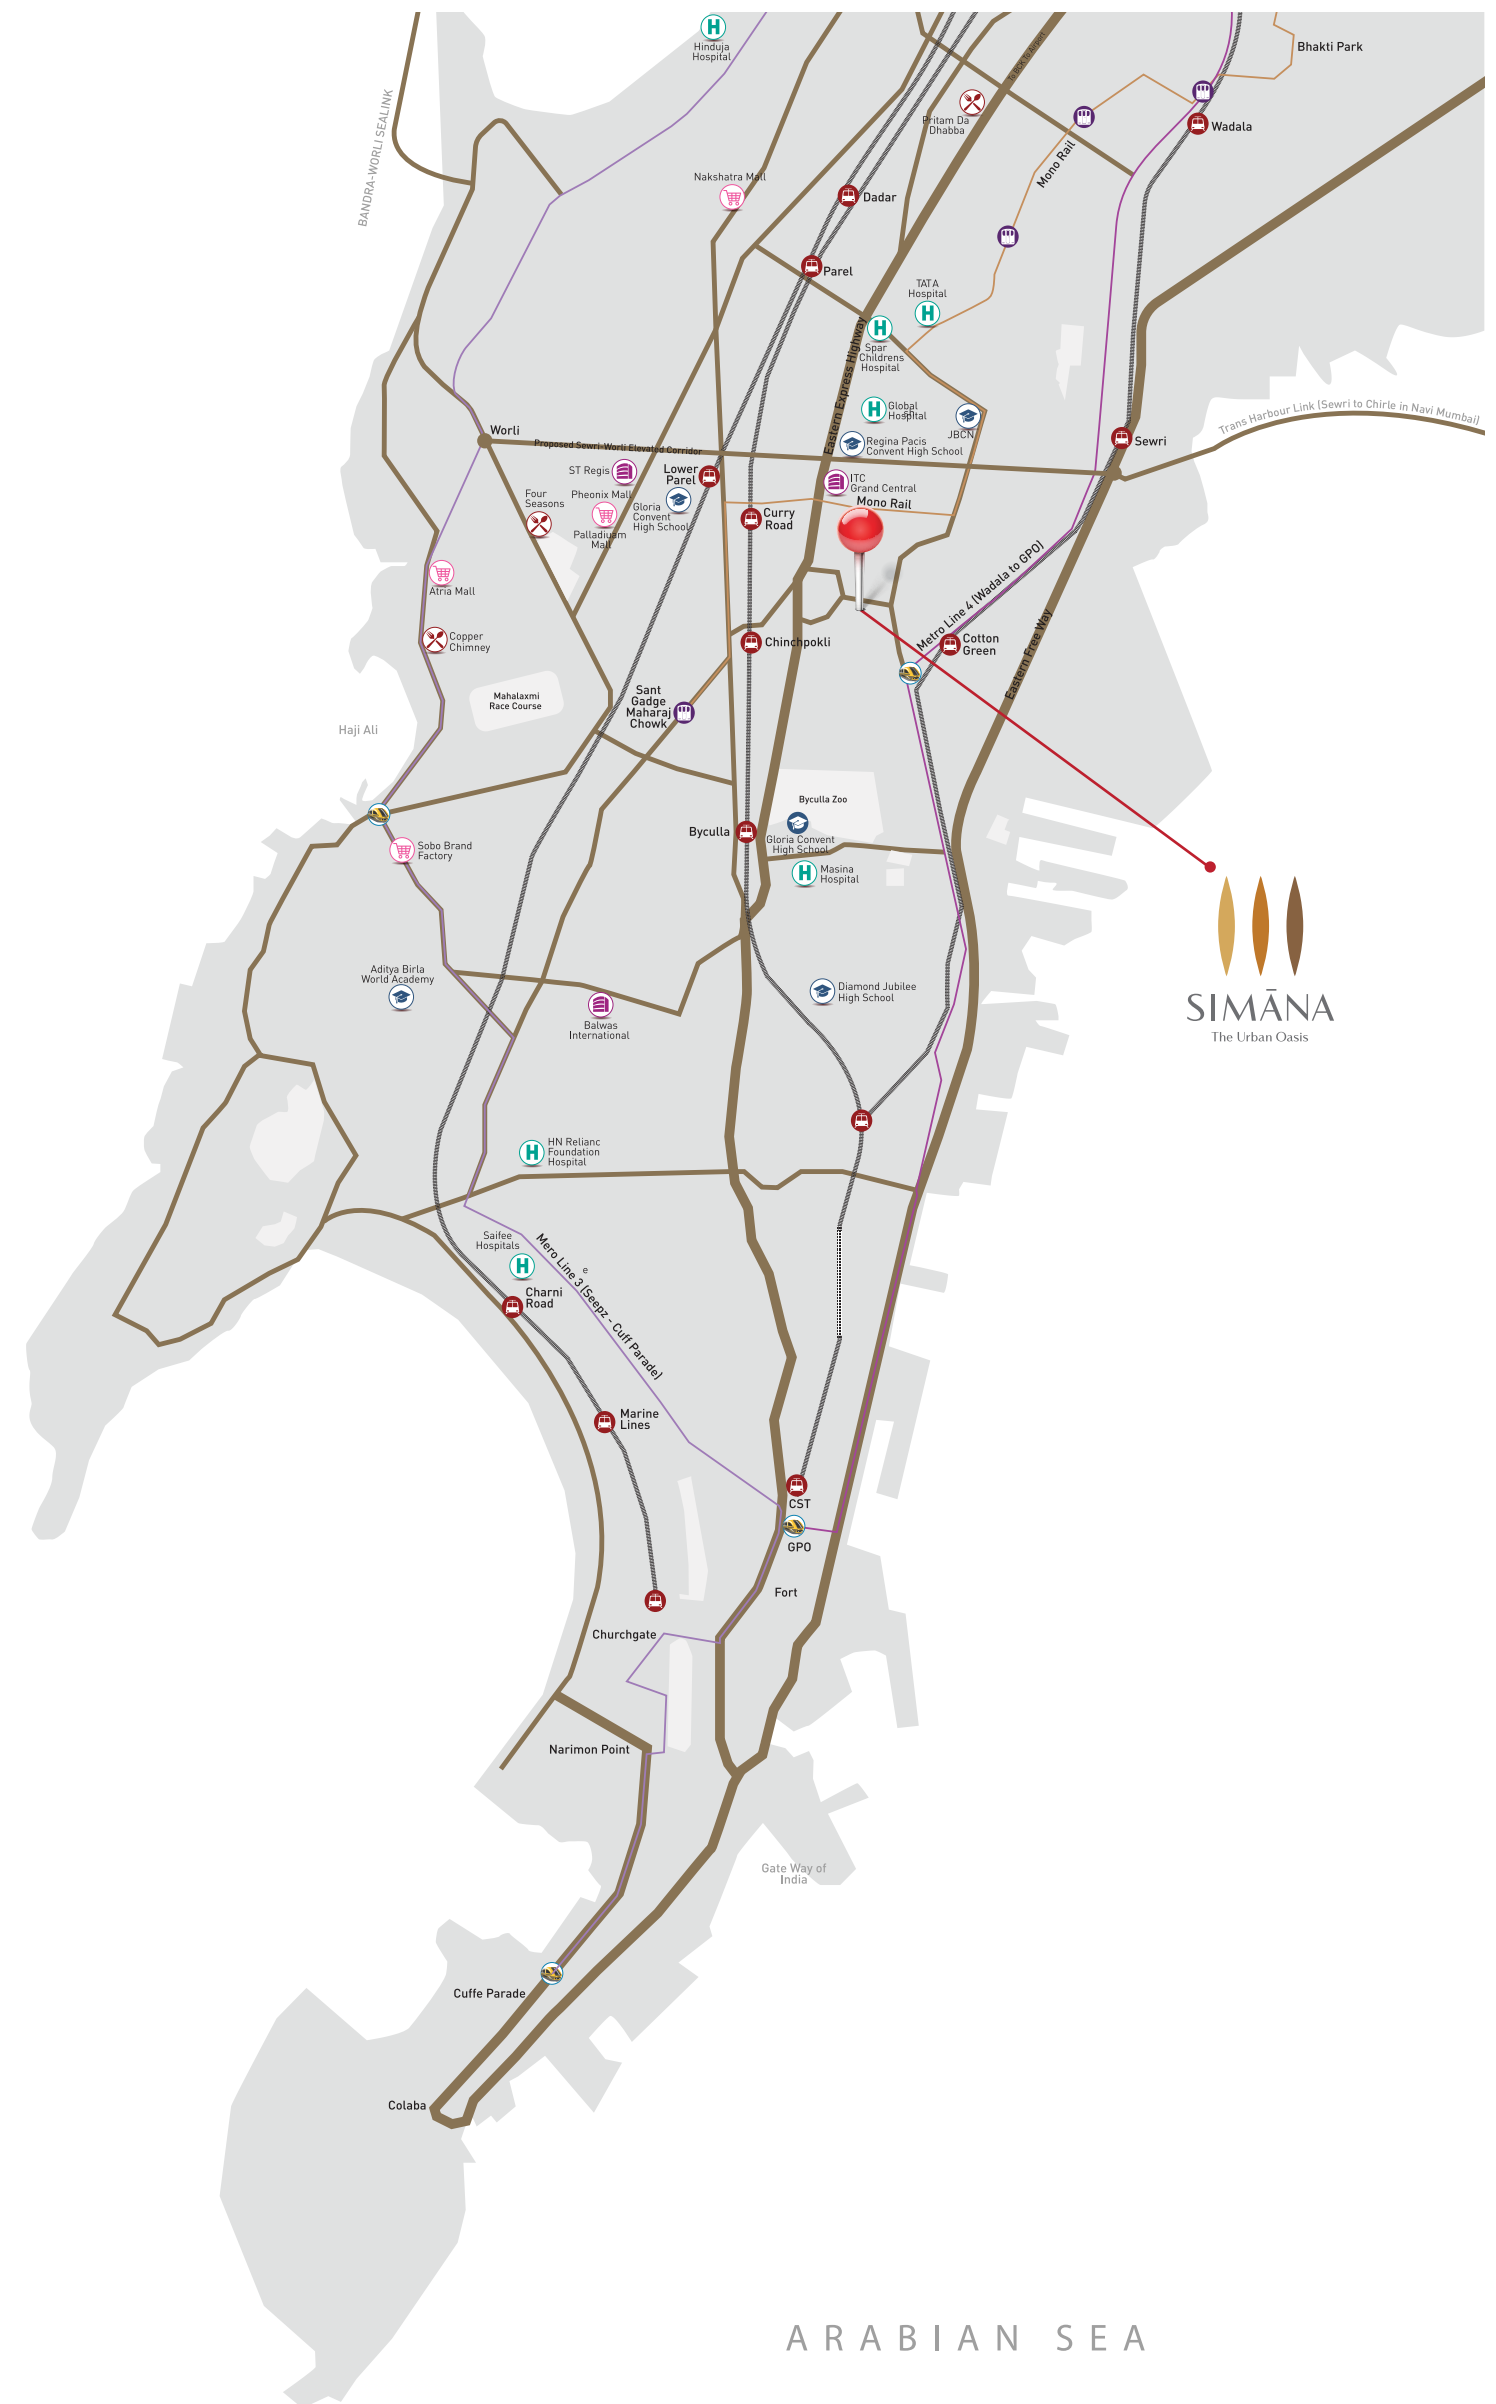 Hinduja
Hospital
To BCK To Airport
Bhakti Park
BANDRA-WORLI SEALINK
Pritam Da
Dhabba
Wadala
Mono Rail
Nakshatra Mall
Dadar
Parel
TATA
Hospital
Spar
Childrens
Hospital
Eastern Express Highway
Global
Hospital
JBCN
Trans Harbour Link (Sewri to Chirle in Navi Mumbai)
Worli
Proposed Sewri-Worli Elevated Corridor
Regina Pacis
Convent High School
Sewri
ST Regis
Lower
Parel
ITC
Grand Central
Four
Seasons
Pheonix Mall
Palladiuam
Mall
Gloria
Convent
High School
Mono Rail
Curry
Road
Metro Line 4 (Wadala to GPO)
Atria Mall
Copper
Chimney
Chinchpokli
Cotton
Green
Eastern Free Way
Mahalaxmi
Race Course
Sant
Gadge
Maharaj
Chowk
Haji Ali
Byculla Zoo
Byculla
Gloria Convent
High School
Sobo Brand
Factory
Masina
Hospital
SIMĀNA
The Urban Oasis
Aditya Birla
World Academy
Diamond Jubilee
High School
Balwas
International
HN Relianc
Foundation
Hospital
Saifee
Hospitals
Mero Line 3 (Seepz - Cuff Parade)
e
Charni
Road
Marine
Lines
CST
GPO
Fort
Churchgate
Narimon Point
Gate Way of
India
Cuffe Parade
Colaba
ARABIAN SEA